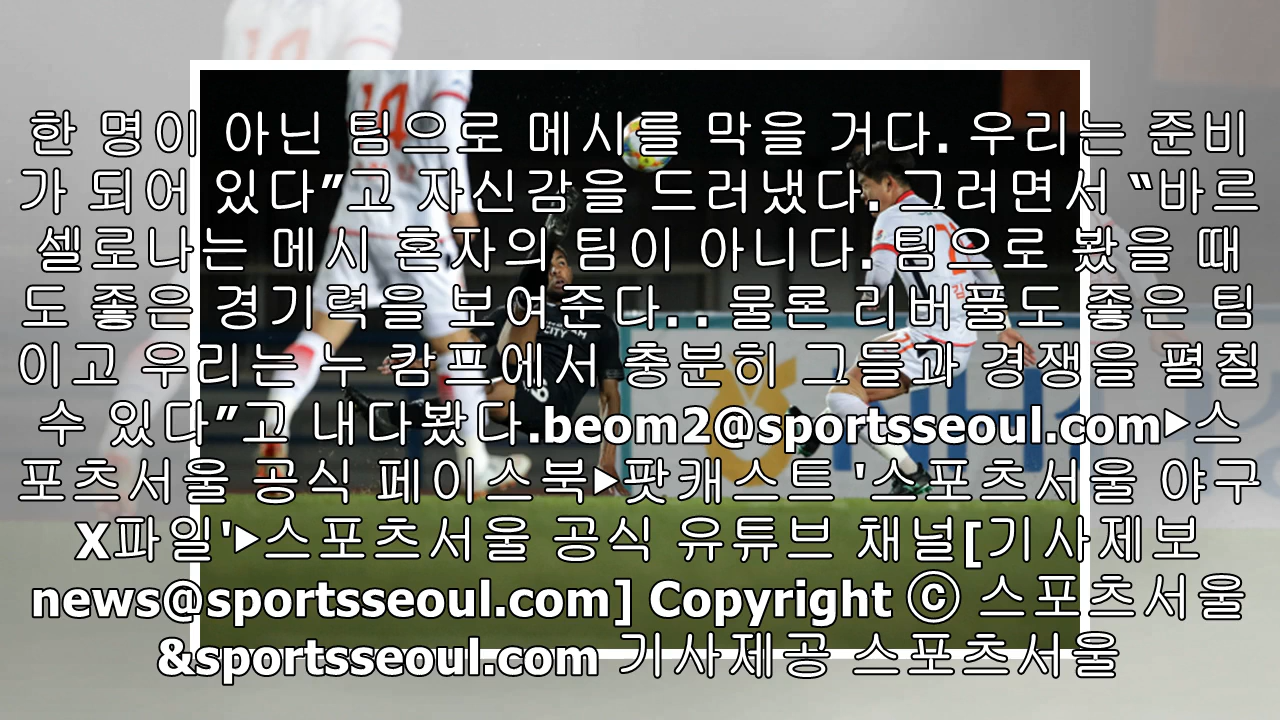 한 명이 아닌 팀으로 메시를 막을 거다. 우리는 준비
가 되어 있다”고 자신감을 드러냈다. 그러면서 “바르
셀로나는 메시 혼자의 팀이 아니다. 팀으로 봤을 때
도 좋은 경기력을 보여준다. . 물론 리버풀도 좋은 팀
이고 우리는 누 캄프에서 충분히 그들과 경쟁을 펼칠
수 있다”고 내다봤다.beom2@sportsseoul.com▶스
포츠서울 공식 페이스북▶팟캐스트 '스포츠서울 야구
X파일'▶스포츠서울 공식 유튜브 채널[기사제보
news@sportsseoul.com] Copyright ⓒ 스포츠서울
&sportsseoul.com 기사제공 스포츠서울